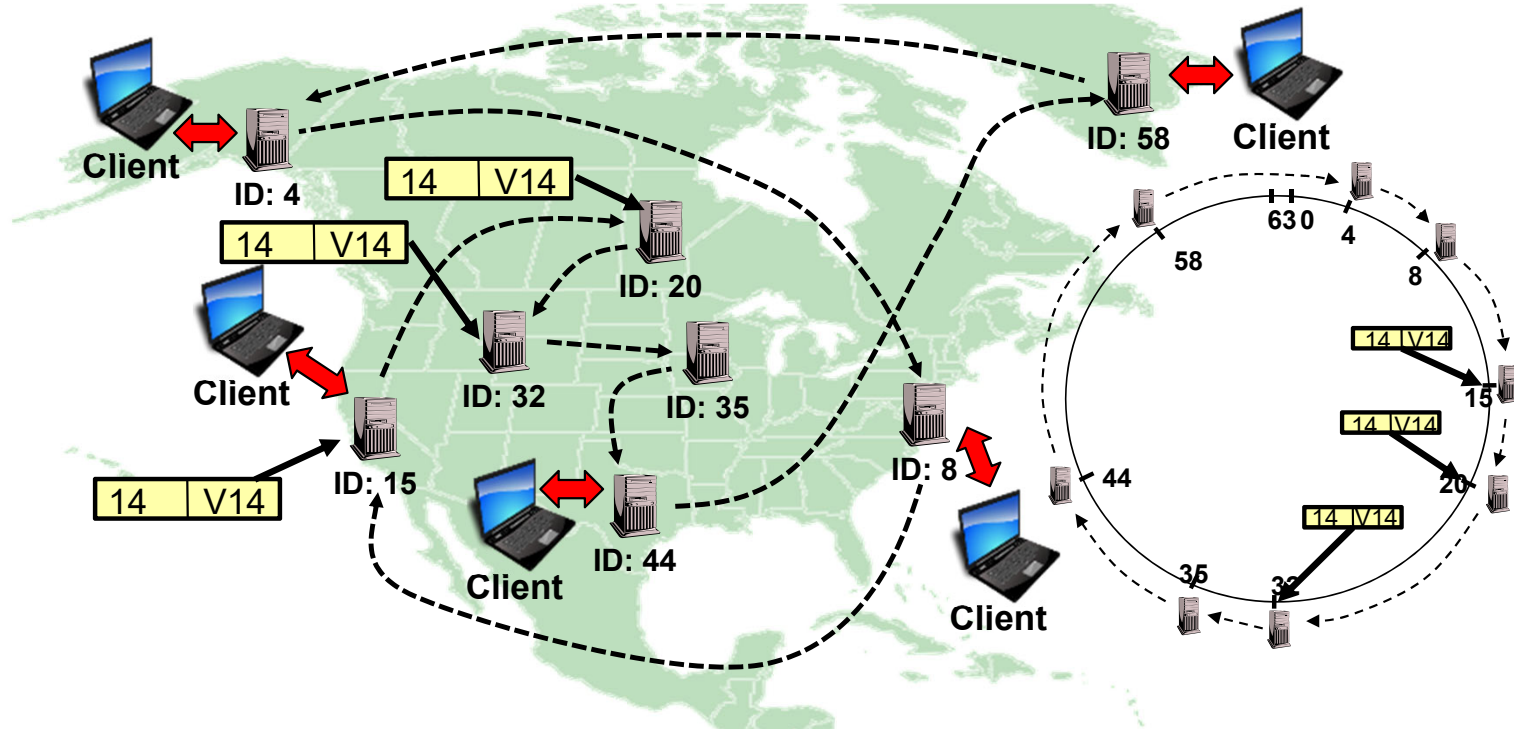 Client
ID: 4
14 V14
14 V14
ID: 20
Client
ID: 32
ID: 35
14 V14
ID: 15
Client
ID: 44
ID: 8
Client
ID: 58
Client
63 0
4
8
58
14 V14
15
14 V14
20
44
14 V14
35
32